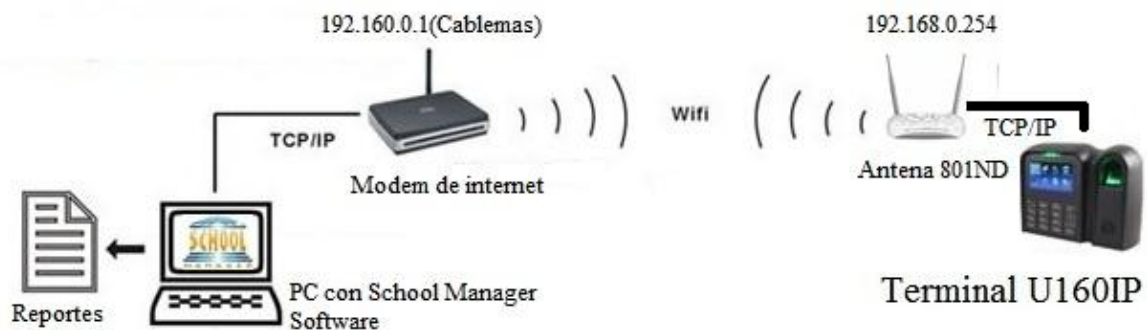 192.160.0.1(Cablemas)
192.168.0.254
TCP/IP
Wifi
TCP/IP
Modem de internet
Antena 801ND
SCHOOL
MANAGER
Reportes
PC con School Manager
Software
Terminal U160IP